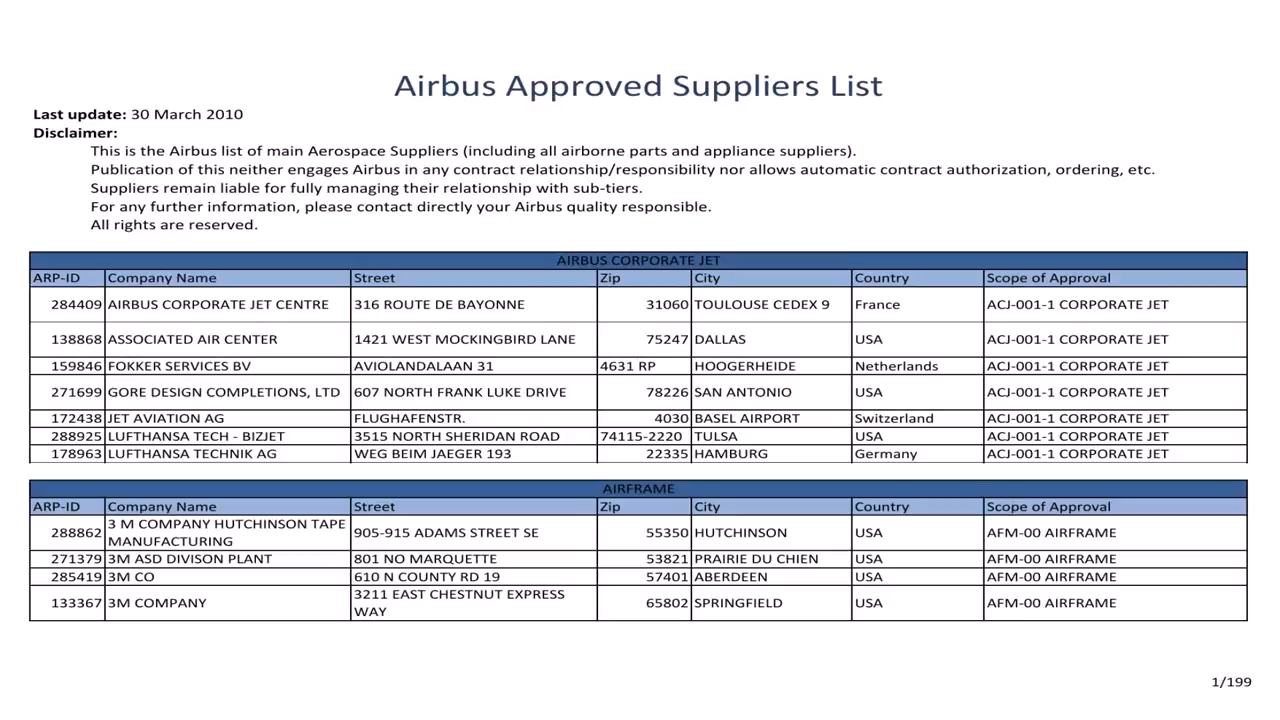 Airbus Approved Suppliers List
Last update: 30 March 2010
Disclaimer:
This is the Airbus list of main Aerospace Suppliers (including all airborne parts and appliance suppliers).
Publication of this neither engages Airbus in any contract relationship/responsibility nor allows automatic contract authorization, ordering, etc.
Suppliers remain liable for fully managing their relationship with sub-tiers.
For any further information, please contact directly your Airbus quality responsible.
All rights are reserved.
AIRBUS CORPORATE JET
ARP-ID Company Name Street Zip City Country Scope of Approval
284409 AIRBUS CORPORATE JET CENTRE 316 ROUTE DE BAYONNE 31060 TOULOUSE CEDEX 9 France ACJ-001-1 CORPORATE JET
138868 ASSOCIATED AIR CENTER 1421 WEST MOCKINGBIRD LANE 75247 DALLAS USA ACJ-001-1 CORPORATE JET
159846 FOKKER SERVICES BV AVIOLANDALAAN 31 4631 RP HOOGERHEIDE Netherlands ACJ-001-1 CORPORATE JET
271699 GORE DESIGN COMPLETIONS, LTD 607 NORTH FRANK LUKE DRIVE 78226 SAN ANTONIO USA ACJ-001-1 CORPORATE JET
172438 JET AVIATION AG FLUGHAFENSTR. 4030 BASEL AIRPORT Switzerland ACJ-001-1 CORPORATE JET
288925 LUFTHANSA TECH - BIZJET 3515 NORTH SHERIDAN ROAD 74115-2220 TULSA USA ACJ-001-1 CORPORATE JET
178963 LUFTHANSA TECHNIK AG WEG BEIM JAEGER 193 22335 HAMBURG Germany ACJ-001-1 CORPORATE JET
AIRFRAME
ARP-ID Company Name Street Zip City Country Scope of Approval
288862 3 M COMPANY HUTCHINSON TAPE
MANUFACTURING 905-915 ADAMS STREET SE 55350 HUTCHINSON USA AFM-00 AIRFRAME
271379 3M ASD DIVISON PLANT 801 NO MARQUETTE 53821 PRAIRIE DU CHIEN USA AFM-00 AIRFRAME
285419 3M CO 610 N COUNTY RD 19 57401 ABERDEEN USA AFM-00 AIRFRAME
133367 3M COMPANY 3211 EAST CHESTNUT EXPRESS
WAY 65802 SPRINGFIELD USA AFM-00 AIRFRAME
1/199